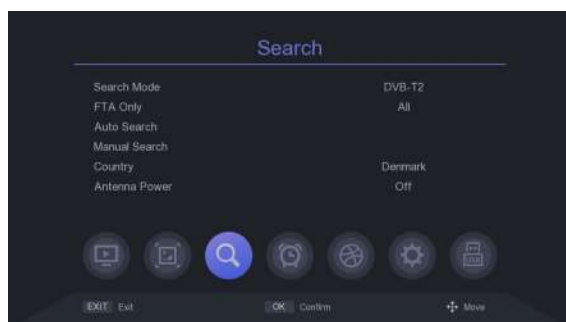 Search
Search Mode DVB-T2
FTA Only All
Auto Search
Manual Search
Country Denmark
Antenna Power Off
USB
EXIT Exit OK Confirm Move